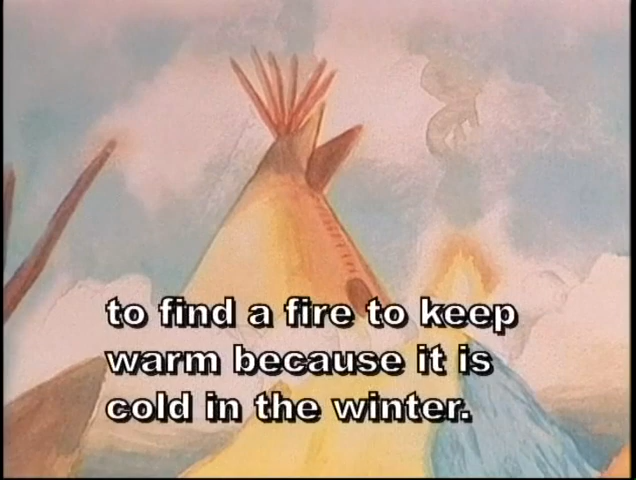 to find a fire to keep
warm because it is
cold in the winter.